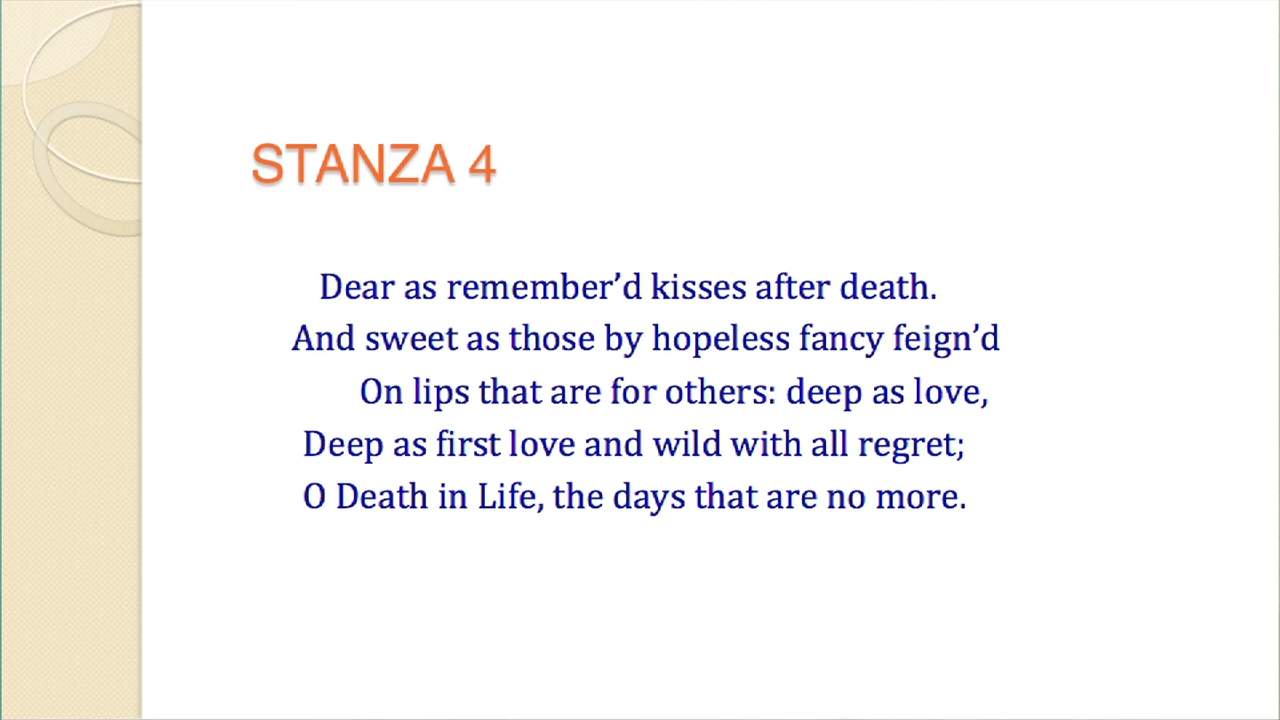 STANZA 4
Dear as remember’d kisses after death.
And sweet as those by hopeless fancy feign’d
On lips that are for others: deep as love,
Deep as first love and wild with all regret;
O Death in Life, the days that are no more.